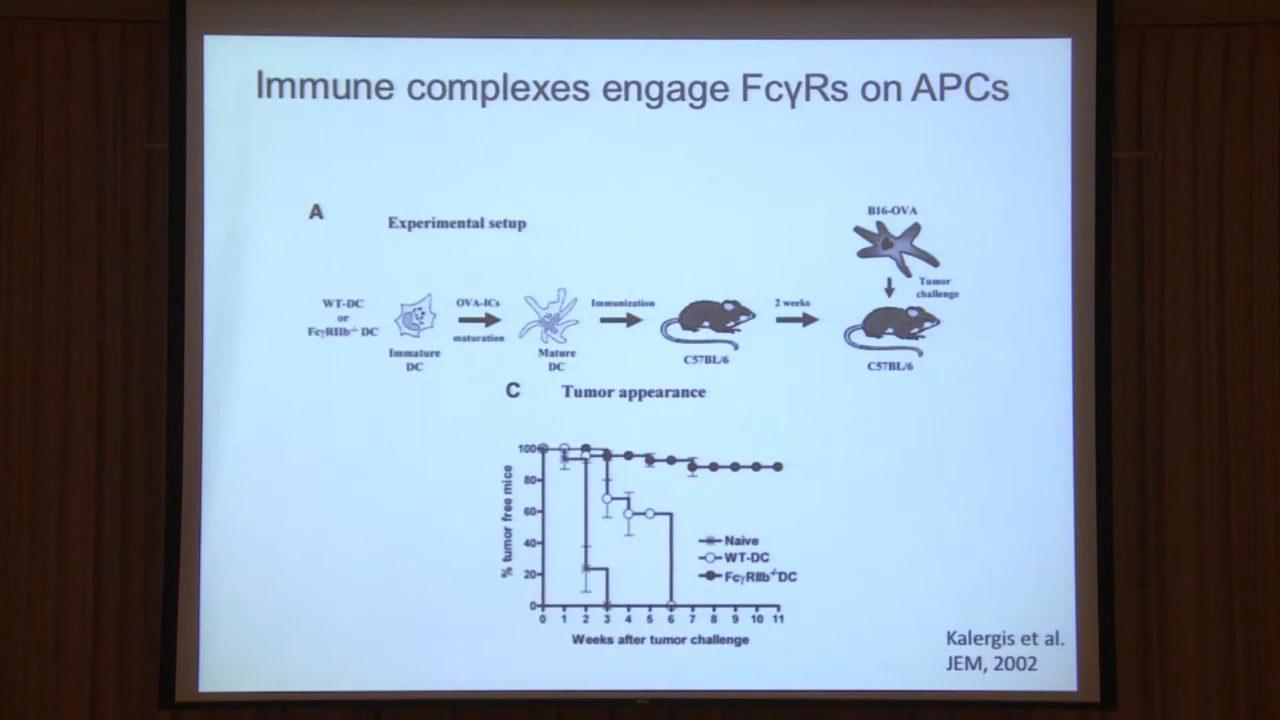 Immune complexes engage FcγRs on APCs
A
Experimental setup
B16-OVA
Tumor
challenge
WT-DC
or
FcγRIIb-/- DC
Immature
DC
OVA-ICs
maturation
Mature
DC
Immunization
C57BL/6
2 weeks
C57BL/6
C
Tumor appearance
% tumor free mice
100
80
60
40
20
0
0 1 2 3 4 5 6 7 8 9 10 11
Weeks after tumor challenge
Naive
WT-DC
FcγRIIb-/-DC
Kalergis et al.
JEM, 2002